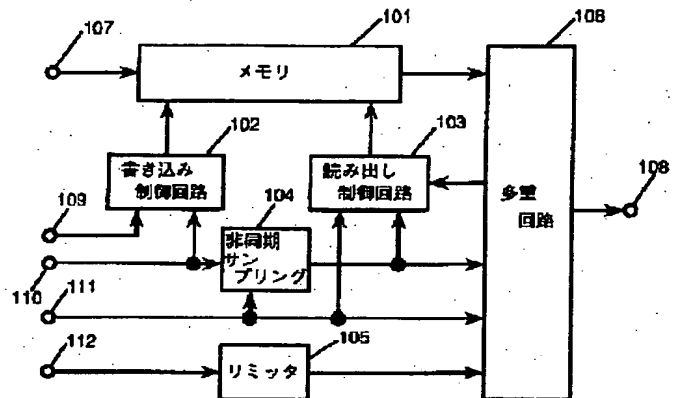 107
101
108
メモリ
102
103
書き込み
制御回路
読み出し
制御回路
109
104
多重
回路
108
非同期
サン
プリング
110
111
112
105
リミッタ